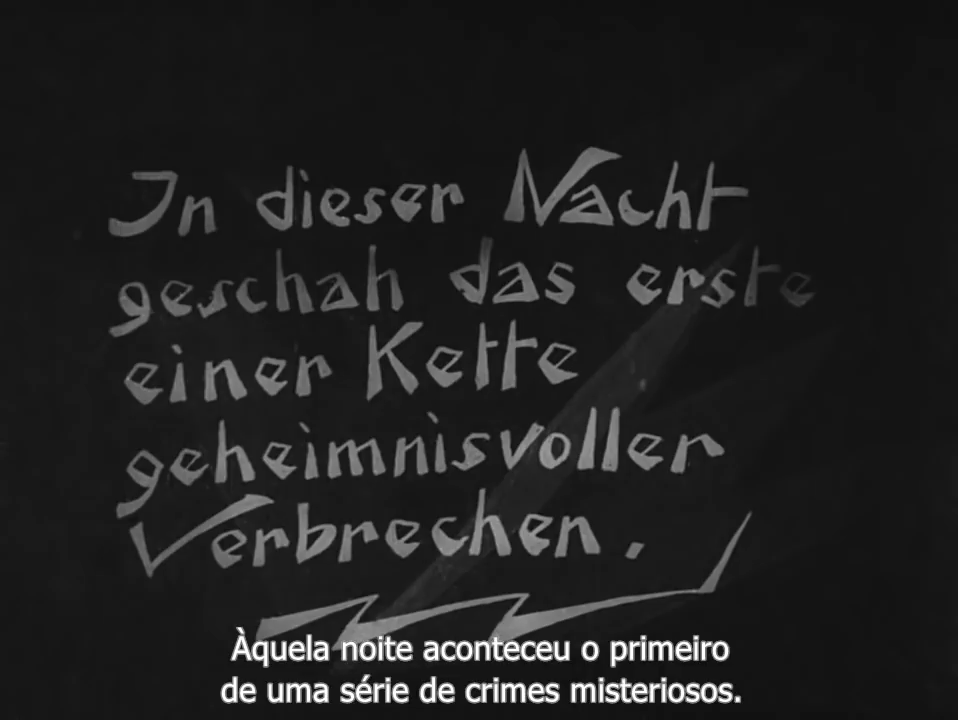 In dieser Nacht
geschah das erste
einer Kette
geheimnisvoller
Verbrechen.
Àquela noite aconteceu o primeiro
de uma série de crimes misteriosos.